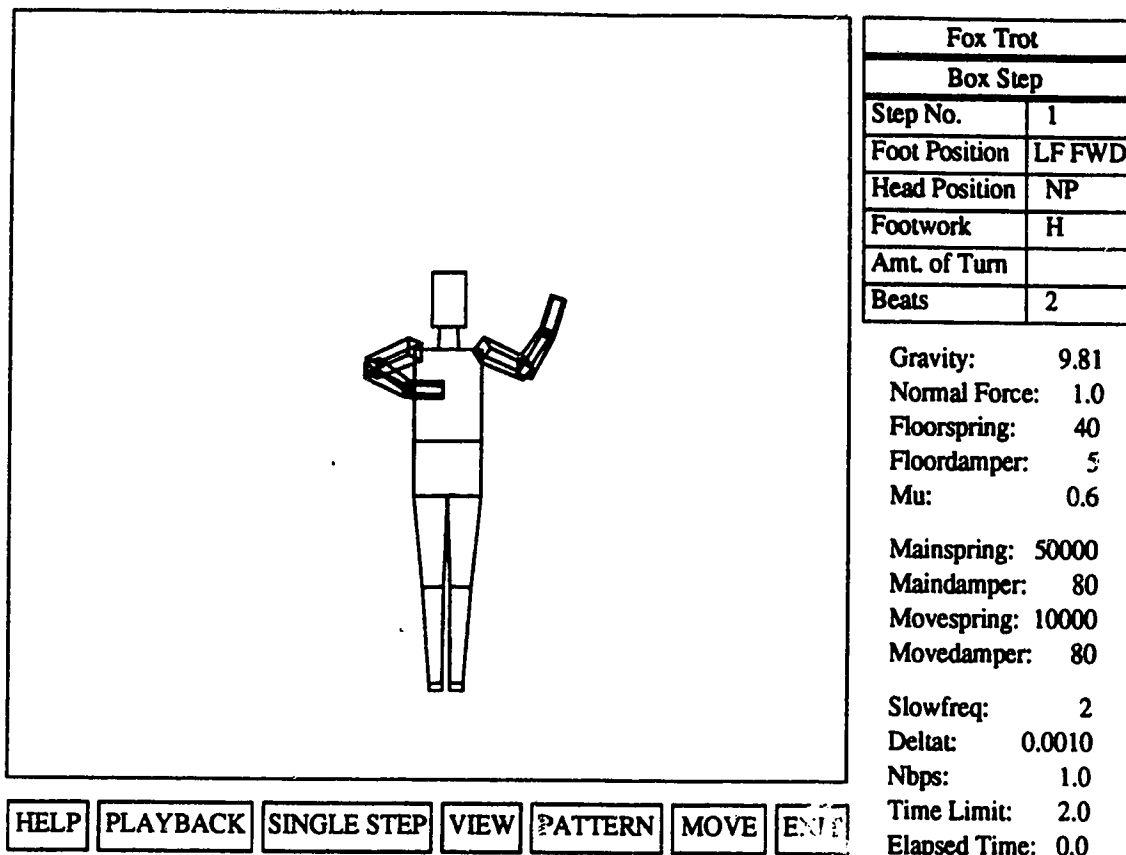 Fox Trot
Box Step
Step No. 1
Foot Position LF FWD
Head Position NP
Footwork H
Amt. of Turn
Beats 2
Gravity: 9.81
Normal Force: 1.0
Floorspring: 40
Floordamper: 5
Mu: 0.6
Mainspring: 50000
Maindamper: 80
Movespring: 10000
Movedamper: 80
Slowfreq: 2
Deltat: 0.0010
Nbps: 1.0
Time Limit: 2.0
Elapsed Time: 0.0
HELP PLAYBACK SINGLE STEP VIEW PATTERN MOVE EXIT